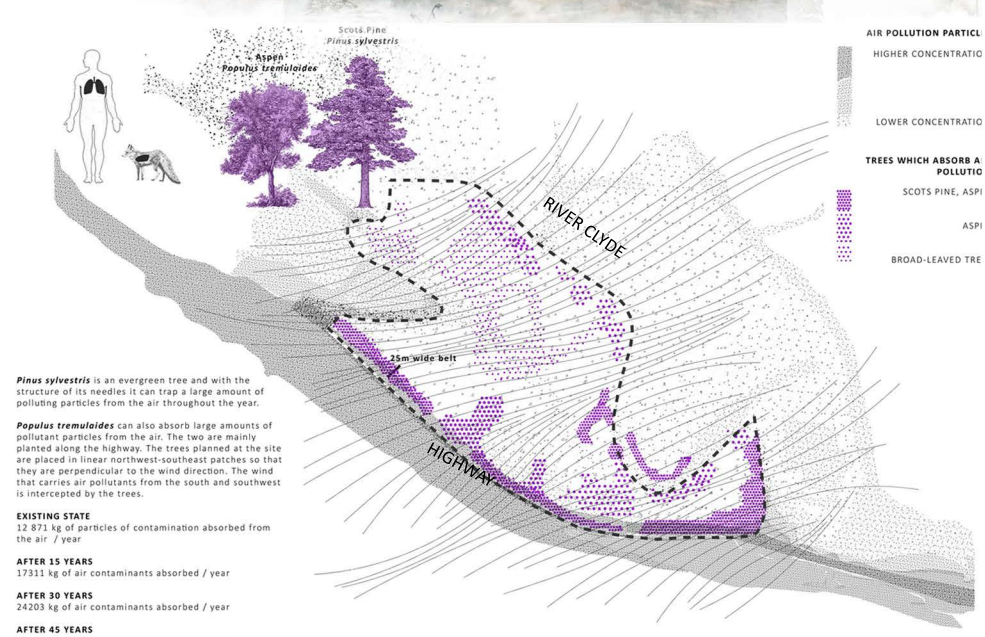 Scots Pine
Pinus sylvestris
Aspen
Populus tremuloides
AIR POLLUTION PARTICL
HIGHER CONCENTRATIO
LOWER CONCENTRATIO
TREES WHICH ABSORB A
POLLUTIO
SCOTS PINE, ASP
ASP
BROAD-LEAVED TRE
RIVER CLYDE
25m wide belt
HIGHWAY
Pinus sylvestris is an evergreen tree and with the
structure of its needles it can trap a large amount of
polluting particles from the air throughout the year.
Populus tremuloides can also absorb large amounts of
pollutant particles from the air. The two are mainly
planted along the highway. The trees planned at the site
are placed in linear northwest-southeast patches so that
they are perpendicular to the wind direction. The wind
that carries air pollutants from the south and southwest
is intercepted by the trees.
EXISTING STATE
12 871 kg of particles of contamination absorbed from
the air / year
AFTER 15 YEARS
17311 kg of air contaminants absorbed / year
AFTER 30 YEARS
24203 kg of air contaminants absorbed / year
AFTER 45 YEARS